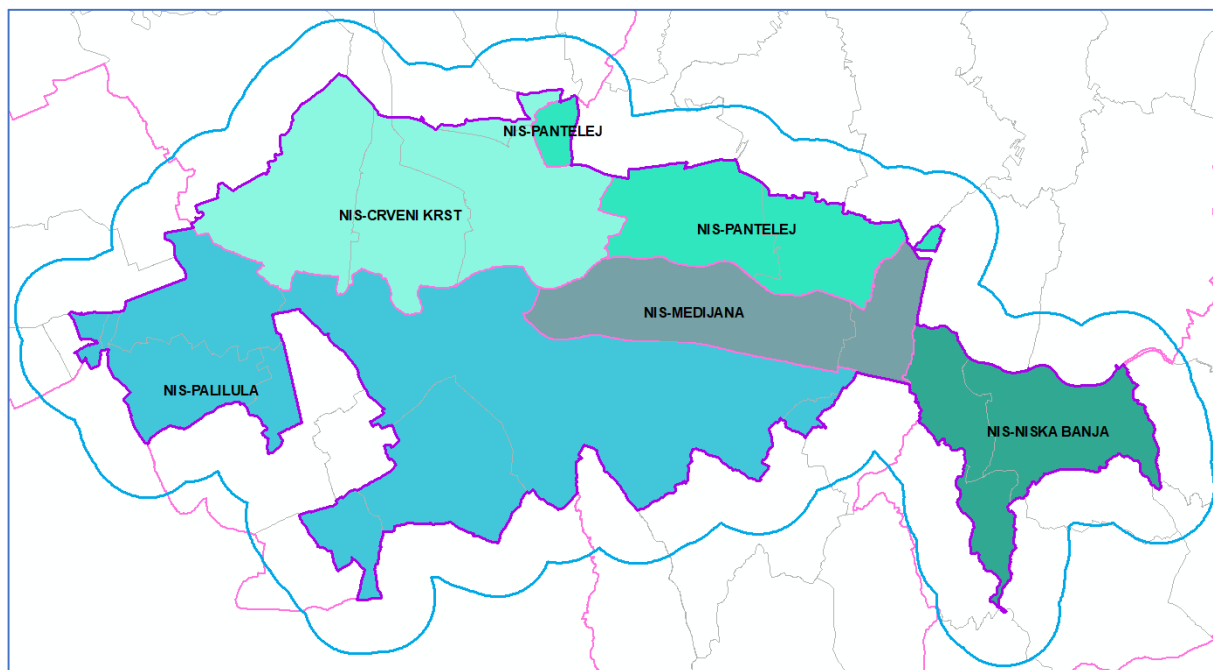 NIS-PANTELEJ
NIS-CRVENI KRST
NIS-PANTELEJ
NIS-MEDIJANA
NIS-PALILULA
NIS-NISKA BANJA